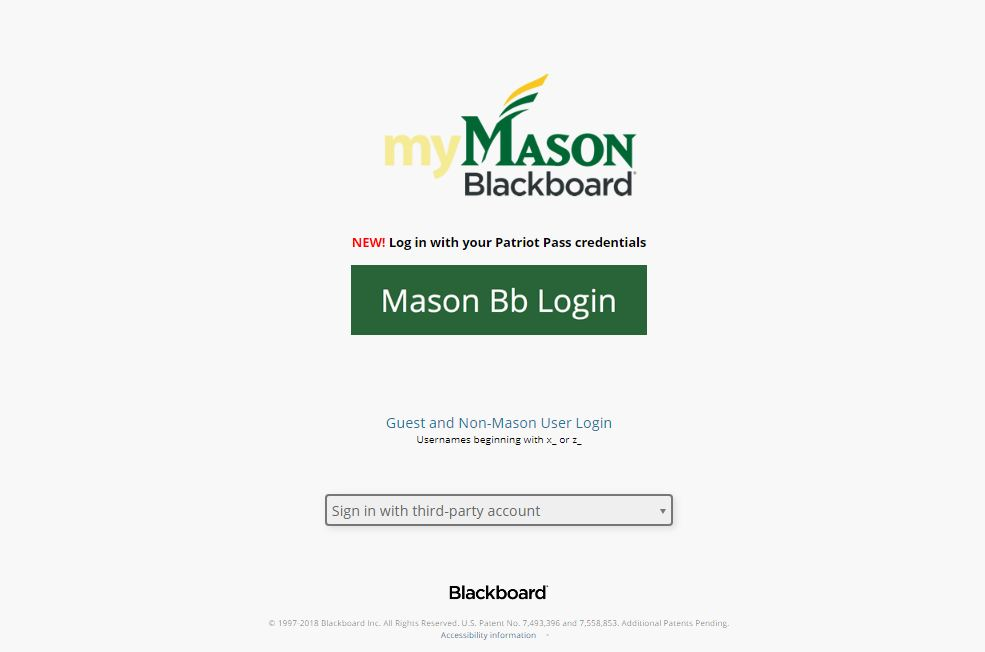 myMASON
Blackboard
NEW! Log in with your Patriot Pass credentials
Mason Bb Login
Guest and Non-Mason User Login
Usernames beginning with x_ or z_
Sign in with third-party account
Blackboard
© 1997-2018 Blackboard Inc. All Rights Reserved. U.S. Patent No. 7,493,396 and 7,558,853. Additional Patents Pending.
Accessibility information